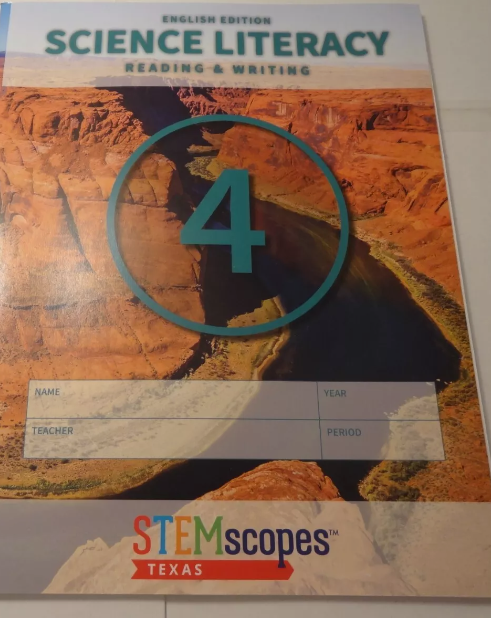 ENGLISH EDITION
SCIENCE LITERACY
READING & WRITING
4
NAME YEAR
TEACHER PERIOD
STEMscopes™
TEXAS